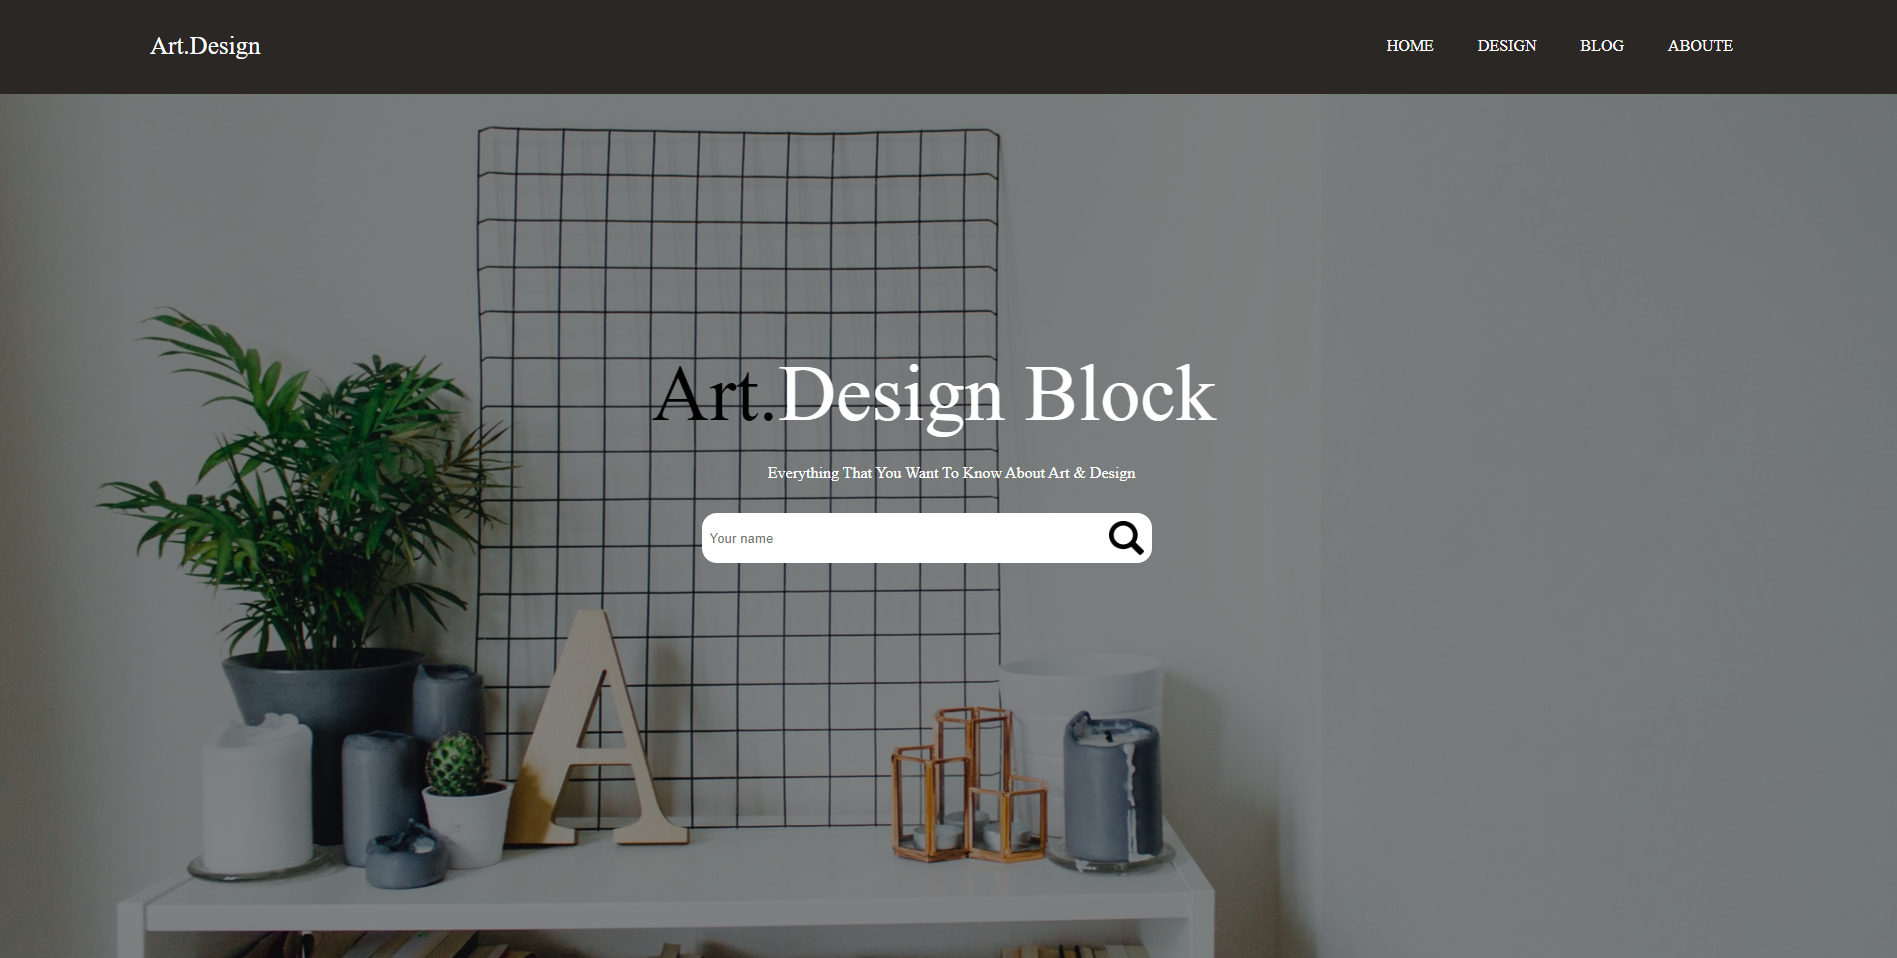 Art.Design
HOME DESIGN BLOG ABOUTE
Art.Design Block
Everything That You Want To Know About Art & Design
Your name
A